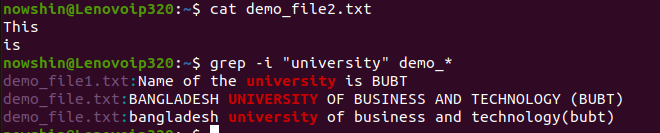 nowshin@Lenovoip320:~$ cat demo_file2.txt
This
is
nowshin@Lenovoip320:~$ grep -i "university" demo_*
demo_file1.txt:Name of the university is BUBT
demo_file.txt:BANGLADESH UNIVERSITY OF BUSINESS AND TECHNOLOGY (BUBT)
demo_file.txt:bangladesh university of business and technology(bubt)
nowshin@Lenovoip320:~$